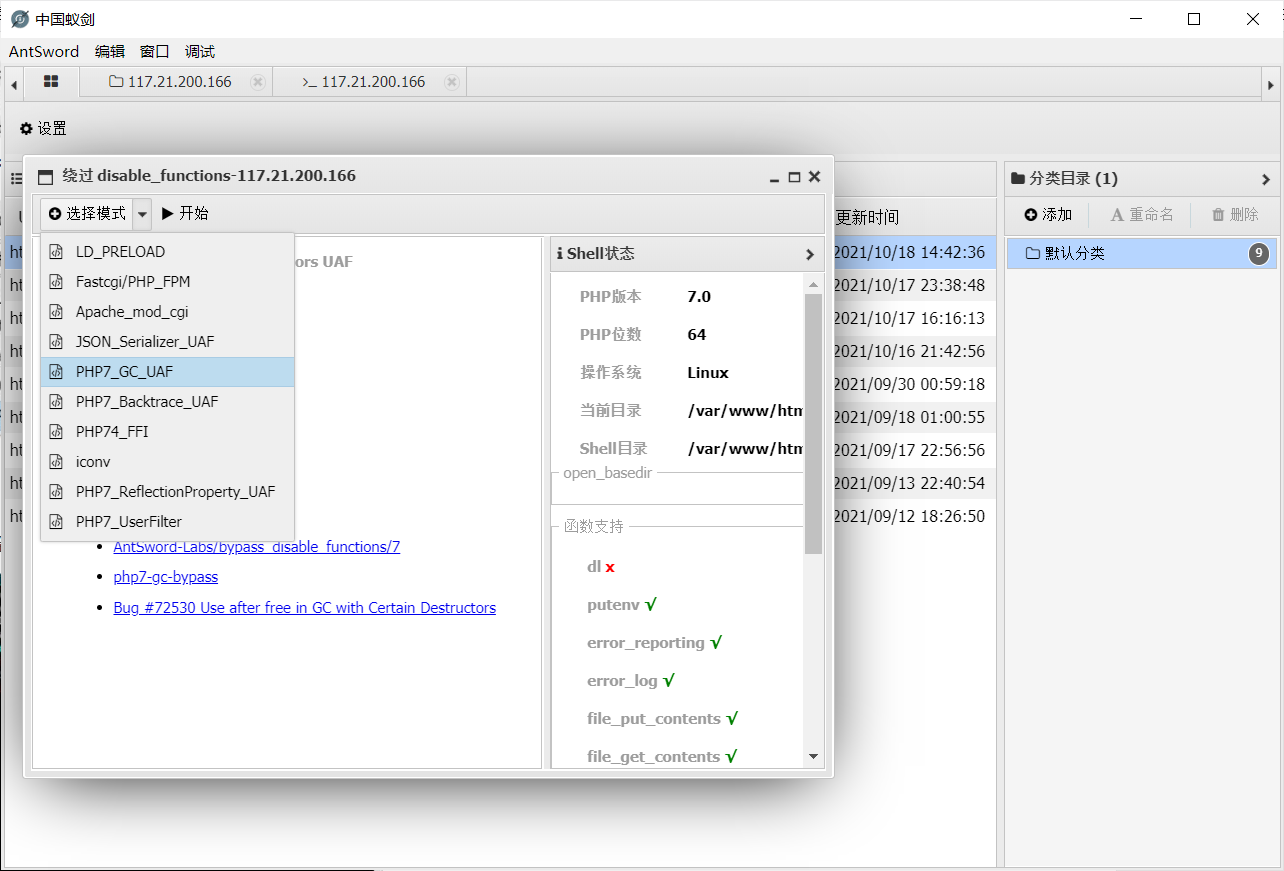 中国蚁剑
AntSword 编辑 窗口 调试
117.21.200.166 >_ 117.21.200.166
设置
绕过 disable_functions-117.21.200.166
选择模式 开始
LD_PRELOAD
Fastcgi/PHP_FPM
Apache_mod_cgi
JSON_Serializer_UAF
PHP7_GC_UAF
PHP7_Backtrace_UAF
PHP74_FFI
iconv
PHP7_ReflectionProperty_UAF
PHP7_UserFilter
ors UAF
AntSword-Labs/bypass_disable_functions/7
php7-gc-bypass
Bug #72530 Use after free in GC with Certain Destructors
Shell状态
PHP版本 7.0
PHP位数 64
操作系统 Linux
当前目录 /var/www/htm
Shell目录 /var/www/htm
open_basedir
函数支持
dl x
putenv √
error_reporting √
error_log √
file_put_contents √
file_get_contents √
更新时间
ht 2021/10/18 14:42:36
ht 2021/10/17 23:38:48
ht 2021/10/17 16:16:13
ht 2021/10/16 21:42:56
ht 2021/09/30 00:59:18
ht 2021/09/18 01:00:55
ht 2021/09/17 22:56:56
ht 2021/09/13 22:40:54
ht 2021/09/12 18:26:50
分类目录 (1)
添加 重命名 删除
默认分类 9